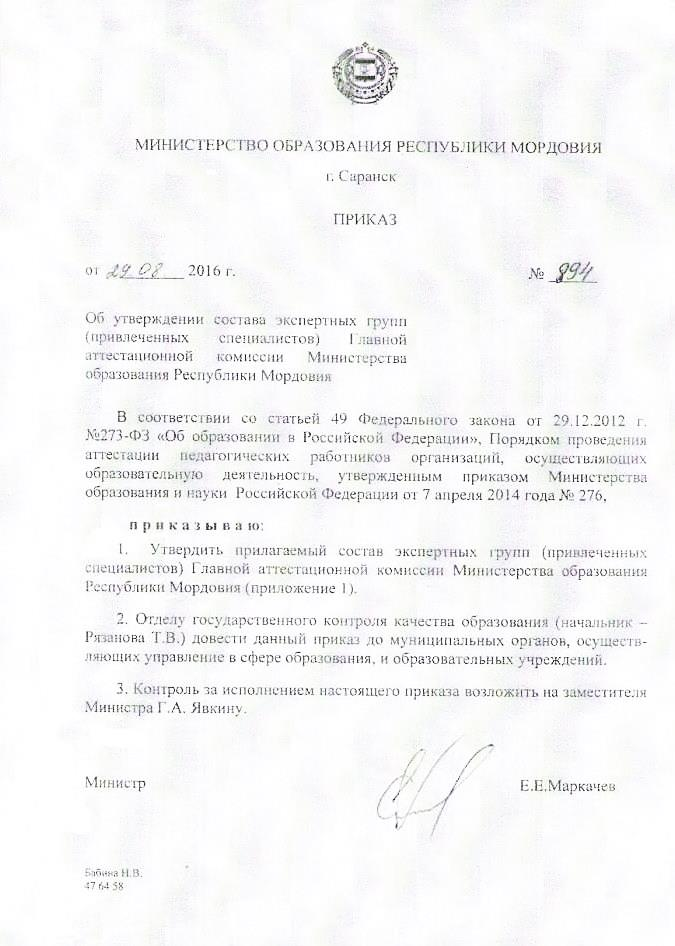 МИНИСТЕРСТВО ОБРАЗОВАНИЯ РЕСПУБЛИКИ МОРДОВИЯ
г. Саранск
ПРИКАЗ
от 29.08. 2016 г. № 894
Об утверждении состава экспертных групп
(привлеченных специалистов) Главной
аттестационной комиссии Министерства
образования Республики Мордовия
В соответствии со статьей 49 Федерального закона от 29.12.2012 г.
№273-ФЗ «Об образовании в Российской Федерации», Порядком проведения
аттестации педагогических работников организаций, осуществляющих
образовательную деятельность, утвержденным приказом Министерства
образования и науки Российской Федерации от 7 апреля 2014 года № 276,
п р и к а з ы в а ю:
1. Утвердить прилагаемый состав экспертных групп (привлеченных
специалистов) Главной аттестационной комиссии Министерства образования
Республики Мордовия (приложение 1).
2. Отделу государственного контроля качества образования (начальник –
Рязанова Т.В.) довести данный приказ до муниципальных органов, осуществ-
ляющих управление в сфере образования, и образовательных учреждений.
3. Контроль за исполнением настоящего приказа возложить на заместителя
Министра Г.А. Явкину.
Министр Е.Е.Маркачев
Бабина Н.В.
47 64 58